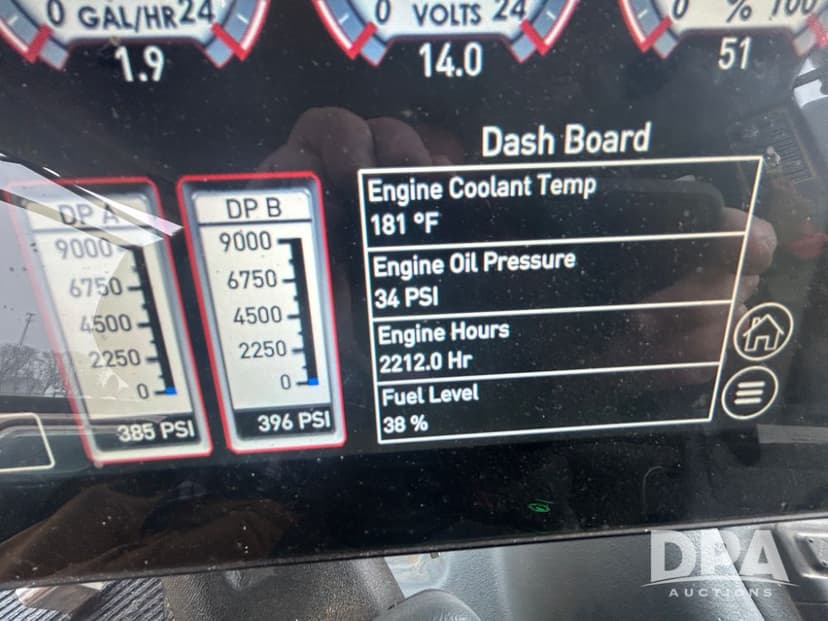 0 GAL/HR 24
1.9
0 VOLTS 24
14.0
0 % 100
51
Dash Board
DP A
9000
6750
4500
2250
0
385 PSI
DP B
9000
6750
4500
2250
0
396 PSI
Engine Coolant Temp
181 °F
Engine Oil Pressure
34 PSI
Engine Hours
2212.0 Hr
Fuel Level
38 %
DPA
AUCTIONS